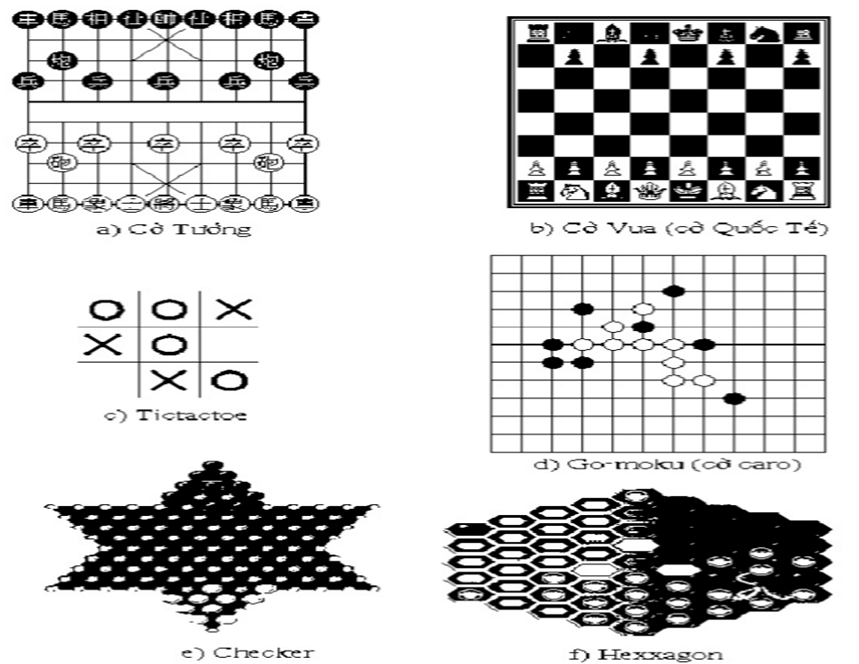 a) Cờ Tướng
b) Cờ Vua (cờ Quốc Tế)
c) Tictactoe
d) Go-moku (cờ caro)
e) Checker
f) Hexxagon